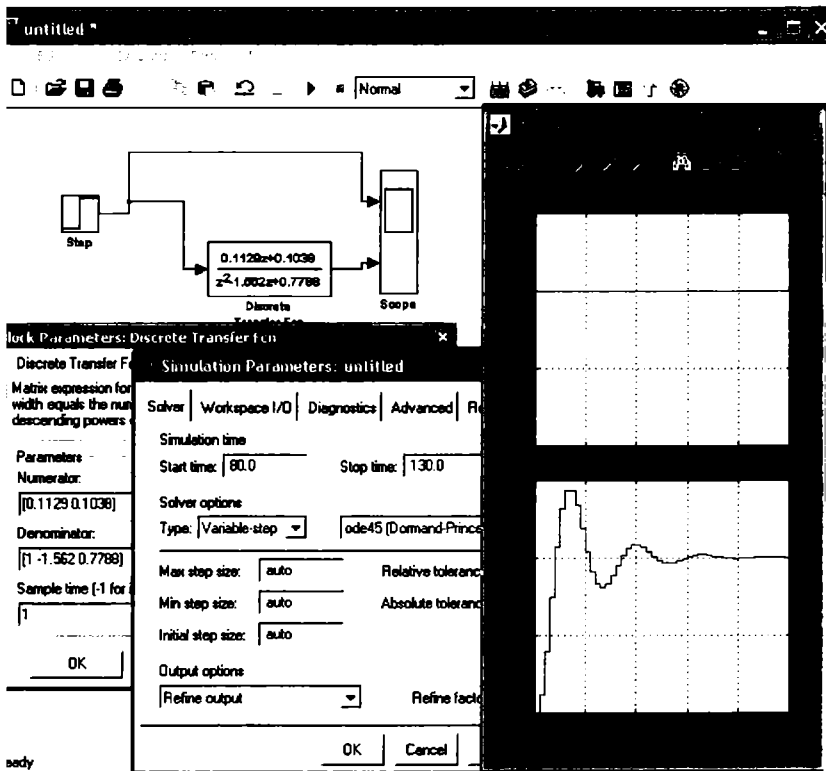 untitled *
Normal
Step
0.1129z+0.1038
z2-1.562z+0.7788
Discrete
Transfer Fcn
Scope
lock Parameters: Discrete Transfer Fcn
Discrete Transfer F
Matrix expression for
width equals the num
descending powers
Parameters
Numerator:
[0.1129 0.1038]
Denominator:
[1 -1.562 0.7788]
Sample time (-1 for i
1
OK
eady
Simulation Parameters: untitled
Solver Workspace I/O Diagnostics Advanced Re
Simulation time
Start time: 80.0 Stop time: 130.0
Solver options
Type: Variable-step ode45 (Dormand-Prince
Max step size: auto Relative toleranc
Min step size: auto Absolute toleranc
Initial step size: auto
Output options
Refine output Refine facto
OK Cancel